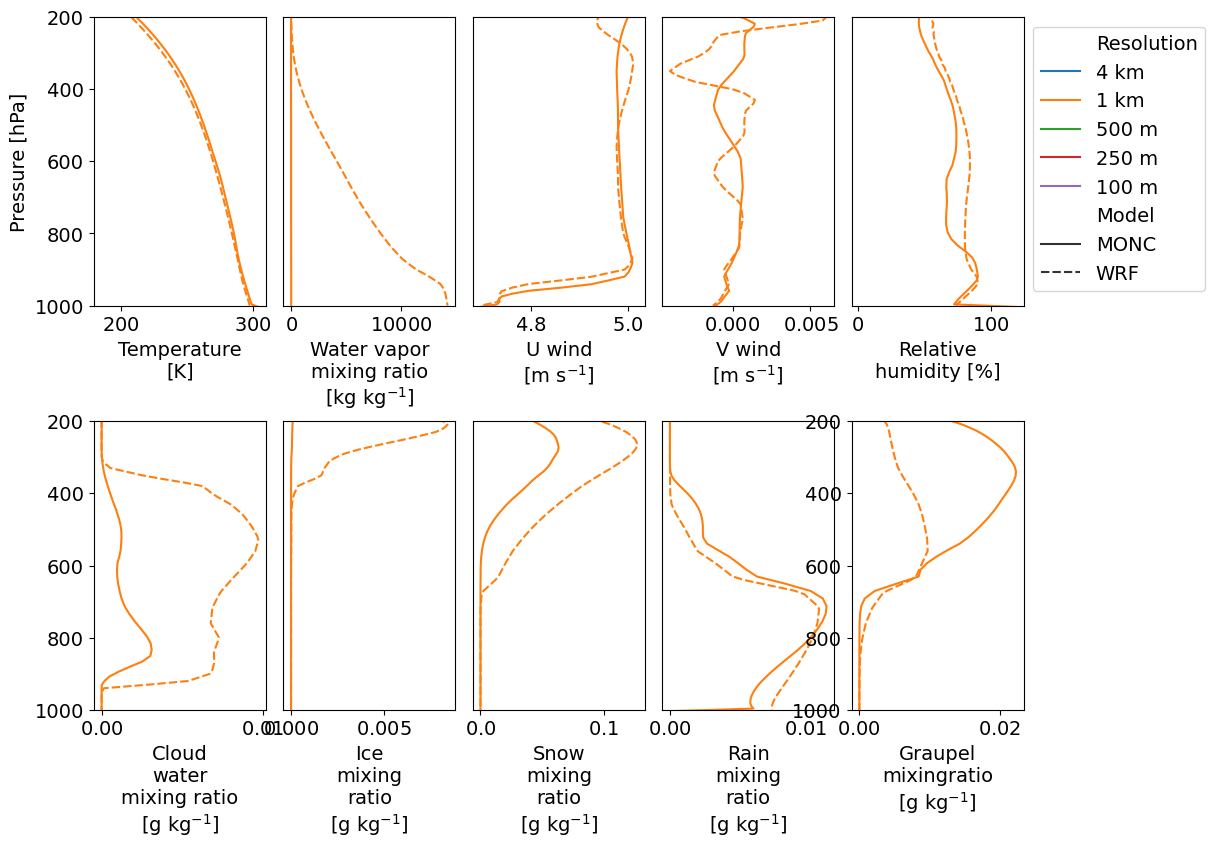 200
400
600
800
1000
Pressure [hPa]
200 300
Temperature
[K]
0 10000
Water vapor
mixing ratio
[kg kg⁻¹]
4.8 5.0
U wind
[m s⁻¹]
0.000 0.005
V wind
[m s⁻¹]
0 100
Relative
humidity [%]
Resolution
4 km
1 km
500 m
250 m
100 m
Model
MONC
WRF
200
400
600
800
1000
0.00
Cloud
water
mixing ratio
[g kg⁻¹]
0.005
Ice
mixing
ratio
[g kg⁻¹]
0.0 0.1
Snow
mixing
ratio
[g kg⁻¹]
0.00 0.01
Rain
mixing
ratio
[g kg⁻¹]
200
400
600
800
1000
0.00 0.02
Graupel
mixingratio
[g kg⁻¹]